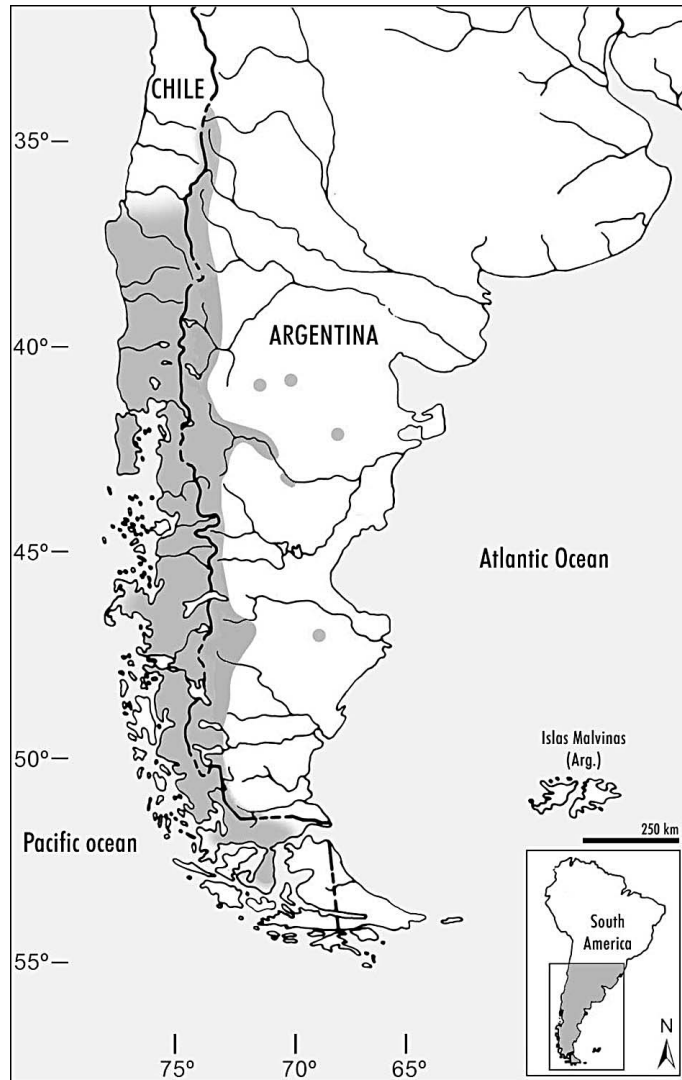 CHILE
35º
40º
ARGENTINA
45º
Atlantic Ocean
50º
Islas Malvinas
(Arg.)
250 km
Pacific ocean
South
America
55º
N
75º
70º
65º